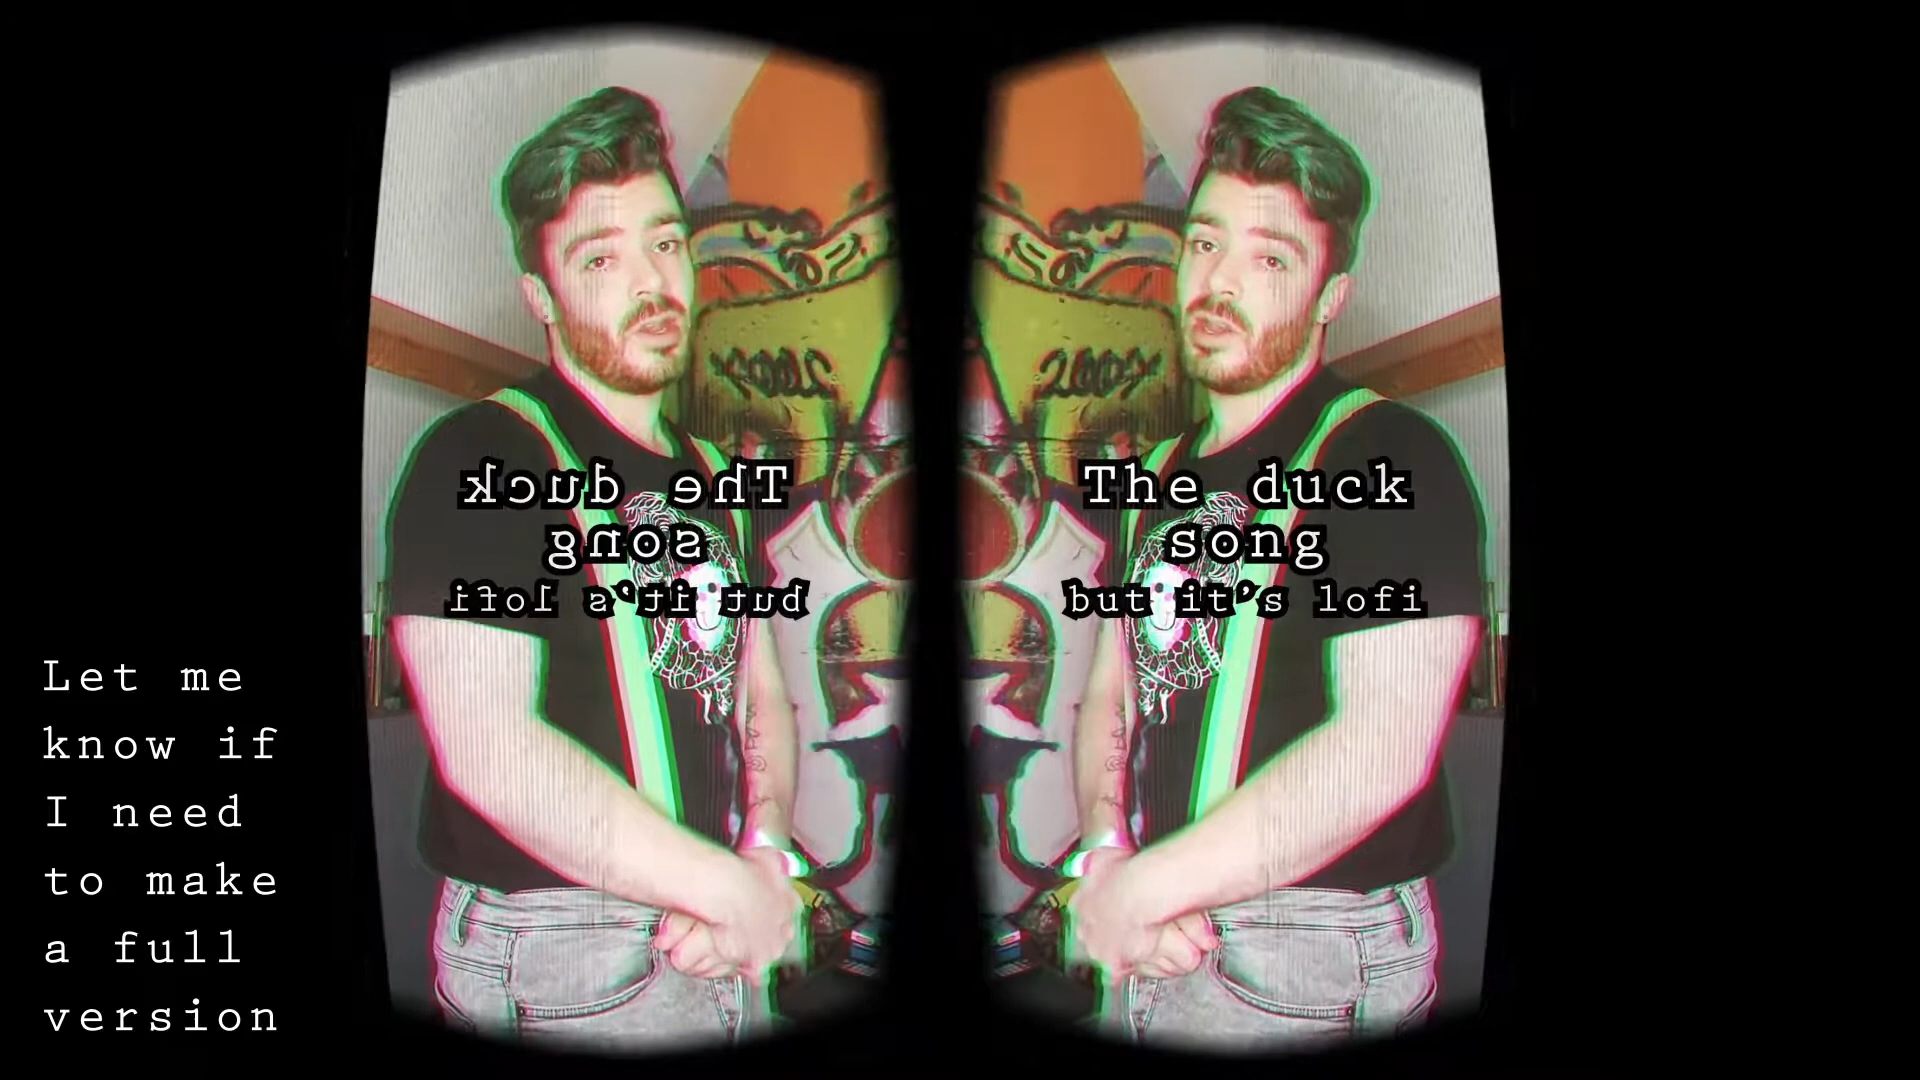 The duck
song
but it's lofi
The duck
song
but it's lofi
Let me
know if
I need
to make
a full
version